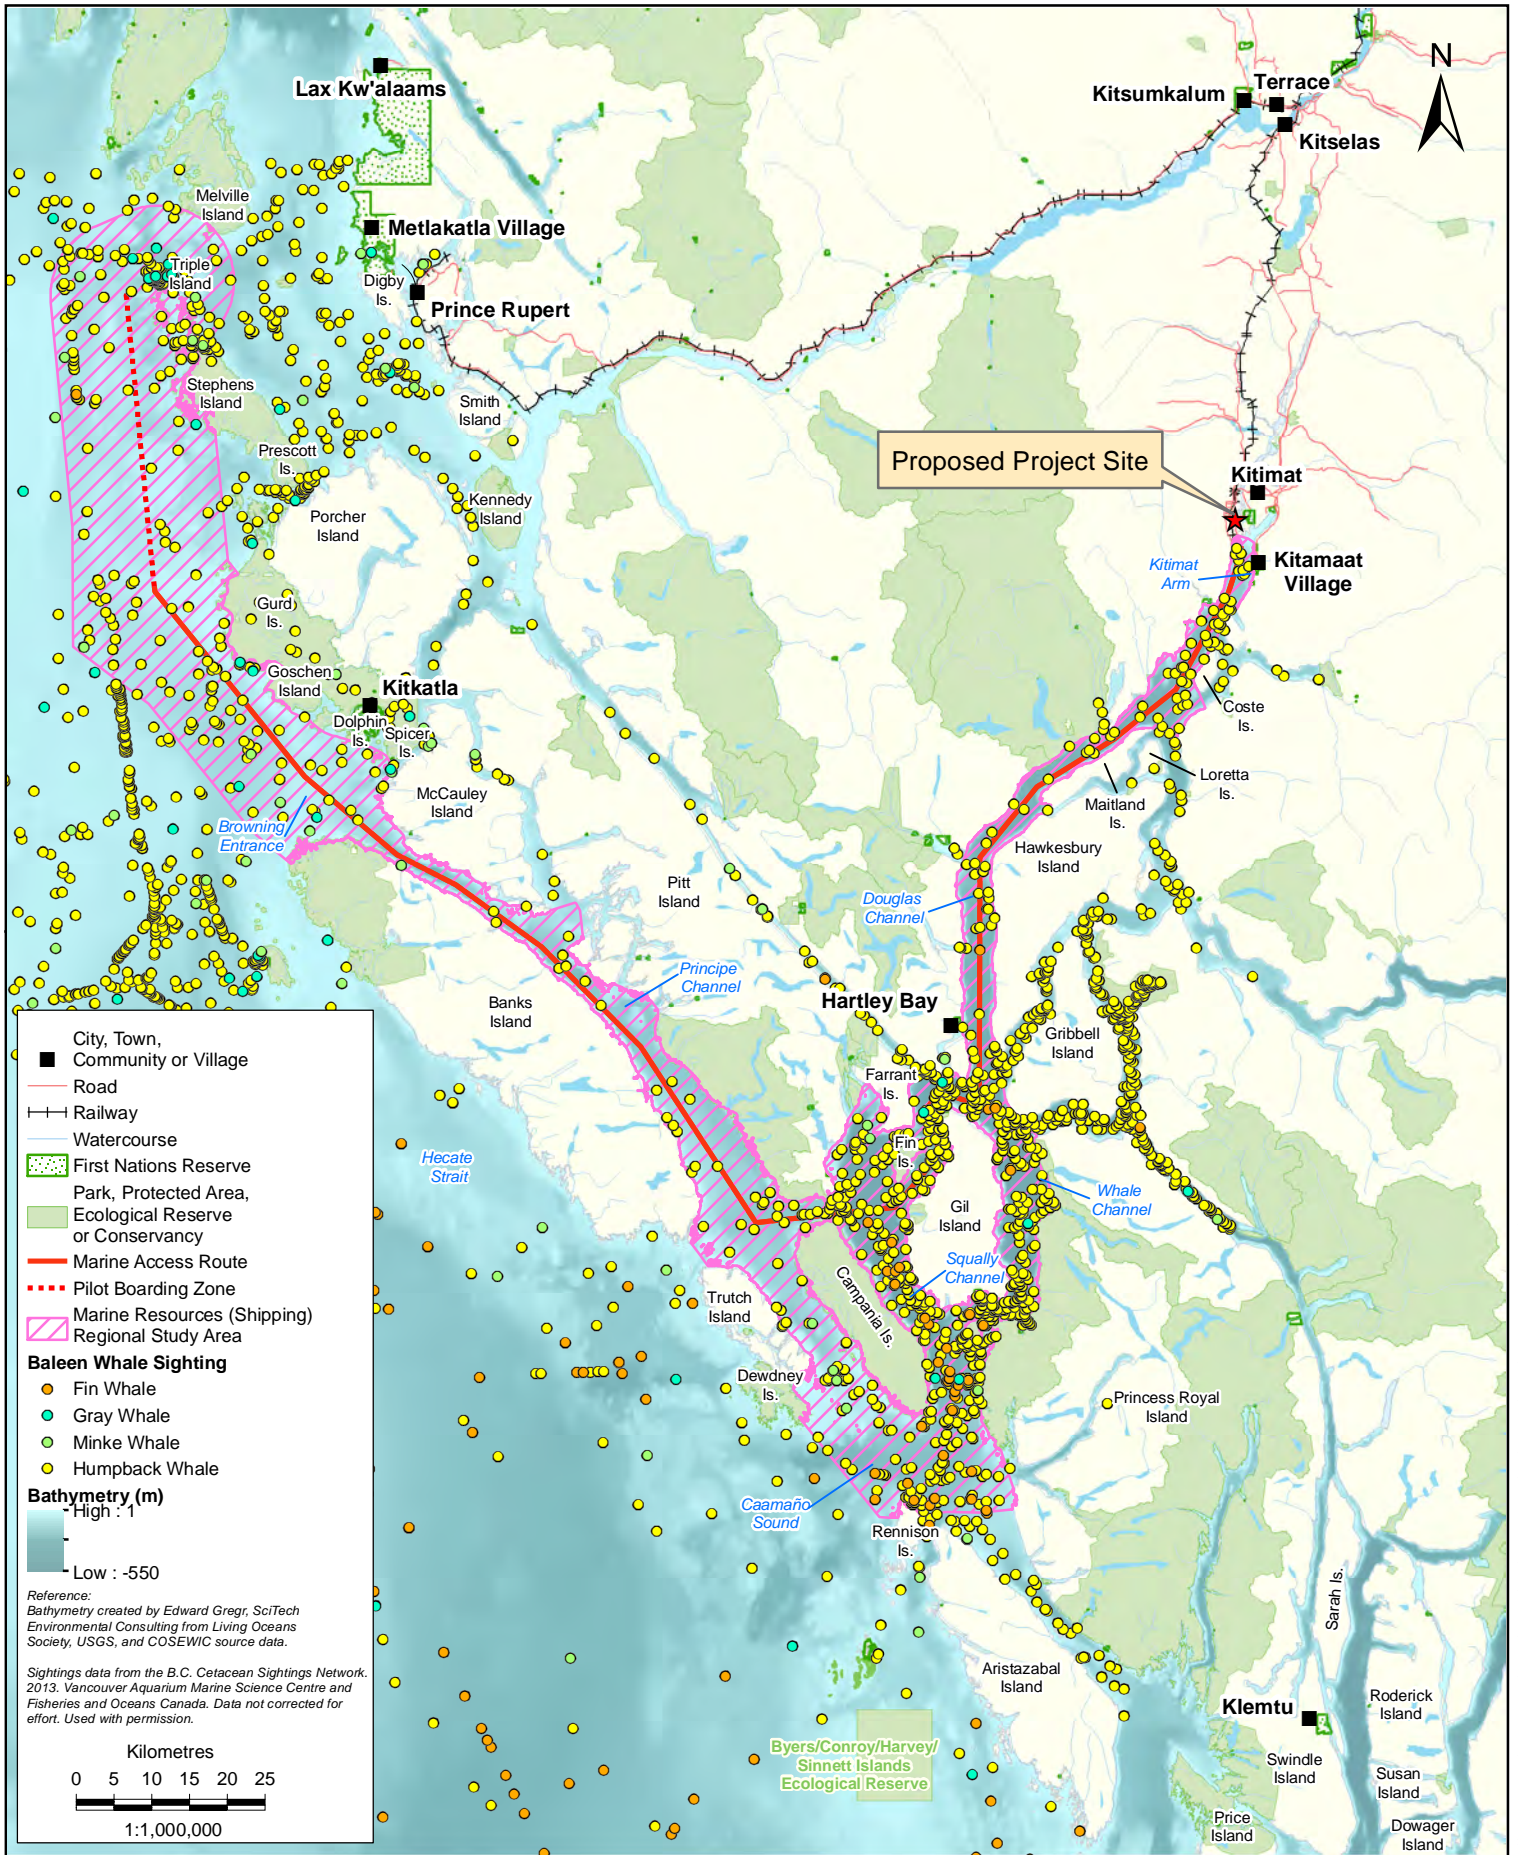 N
Lax Kw'alaams
Kitsumkalum
Terrace
Kitselas
Melville
Island
Metlakatla Village
Triple
Island
Digby
Is.
Prince Rupert
Stephens
Island
Smith
Island
Prescott
Is.
Proposed Project Site
Kitimat
Kennedy
Island
Porcher
Island
Kitimat
Arm
Kitamaat
Village
Gurd
Is.
Goschen
Island
Kitkatla
Dolphin
Is.
Spicer
Is.
Coste
Is.
Loretta
Is.
McCauley
Island
Maitland
Is.
Browning
Entrance
Hawkesbury
Island
Pitt
Island
Douglas
Channel
Principe
Channel
Banks
Island
Hartley Bay
Gribbell
Island
Farrant
Is.
Fin
Is.
Hecate
Strait
Whale
Channel
Gil
Island
Squally
Channel
Campania Is.
Trutch
Island
Dewdney
Is.
Princess Royal
Island
Caamaño
Sound
Rennison
Is.
Sarah Is.
Aristazabal
Island
Klemtu
Roderick
Island
Byers/Conroy/Harvey/
Sinnett Islands
Ecological Reserve
Swindle
Island
Susan
Island
Price
Island
Dowager
Island
City, Town,
Community or Village
Road
Railway
Watercourse
First Nations Reserve
Park, Protected Area,
Ecological Reserve
or Conservancy
Marine Access Route
Pilot Boarding Zone
Marine Resources (Shipping)
Regional Study Area
Baleen Whale Sighting
Fin Whale
Gray Whale
Minke Whale
Humpback Whale
Bathymetry (m)
High : 1
Low : -550
Reference:
Bathymetry created by Edward Gregr, SciTech
Environmental Consulting from Living Oceans
Society, USGS, and COSEWIC source data.
Sightings data from the B.C. Cetacean Sightings Network.
2013. Vancouver Aquarium Marine Science Centre and
Fisheries and Oceans Canada. Data not corrected for
effort. Used with permission.
Kilometres
0 5 10 15 20 25
1:1,000,000